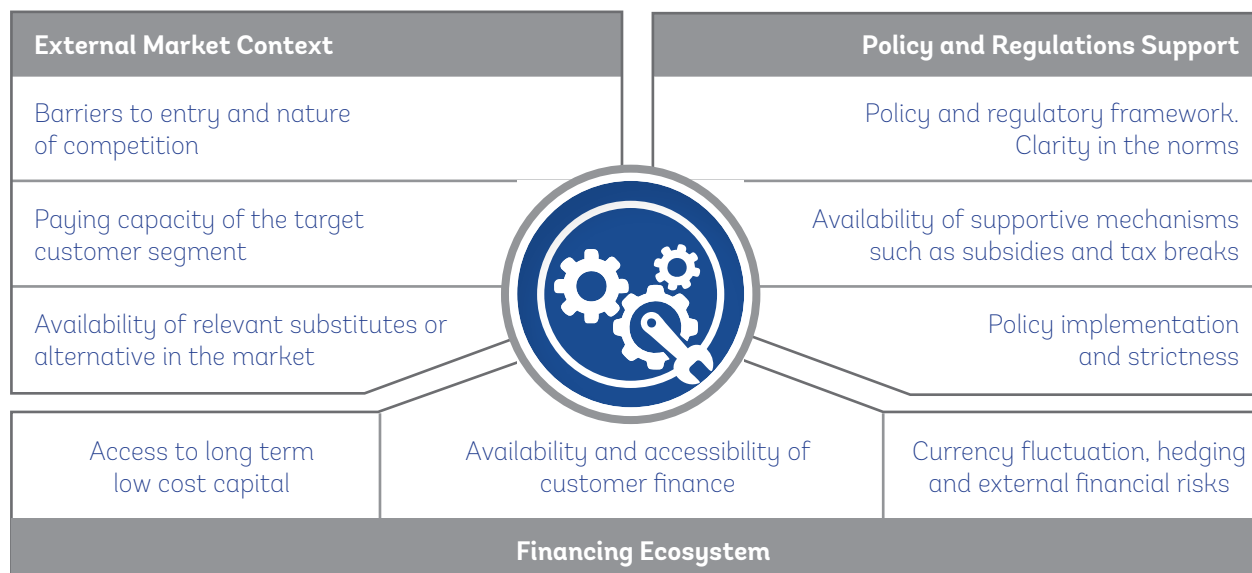 External Market Context
Barriers to entry and nature
of competition
Paying capacity of the target
customer segment
Availability of relevant substitutes or
alternative in the market
Policy and Regulations Support
Policy and regulatory framework.
Clarity in the norms
Availability of supportive mechanisms
such as subsidies and tax breaks
Policy implementation
and strictness
Access to long term
low cost capital
Availability and accessibility of
customer finance
Currency fluctuation, hedging
and external financial risks
Financing Ecosystem